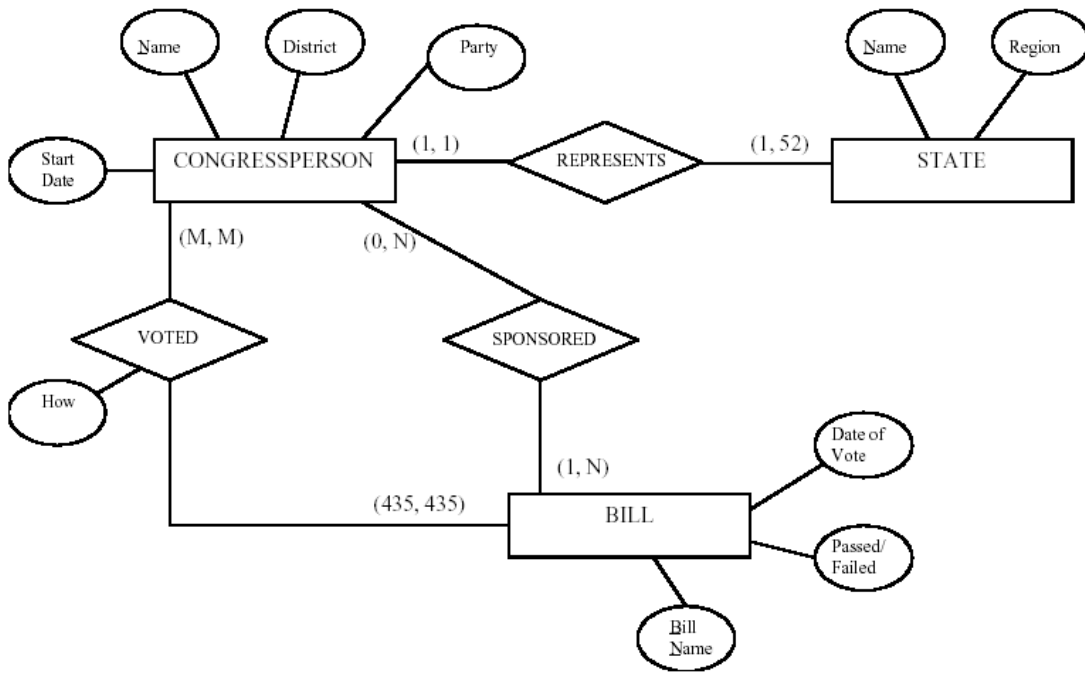 Name
District
Party
Name
Region
Start
Date
CONGRESSPERSON
(1, 1)
REPRESENTS
(1, 52)
STATE
(M, M)
(0, N)
VOTED
SPONSORED
How
Date of
Vote
(1, N)
(435, 435)
BILL
Passed/
Failed
Bill
Name